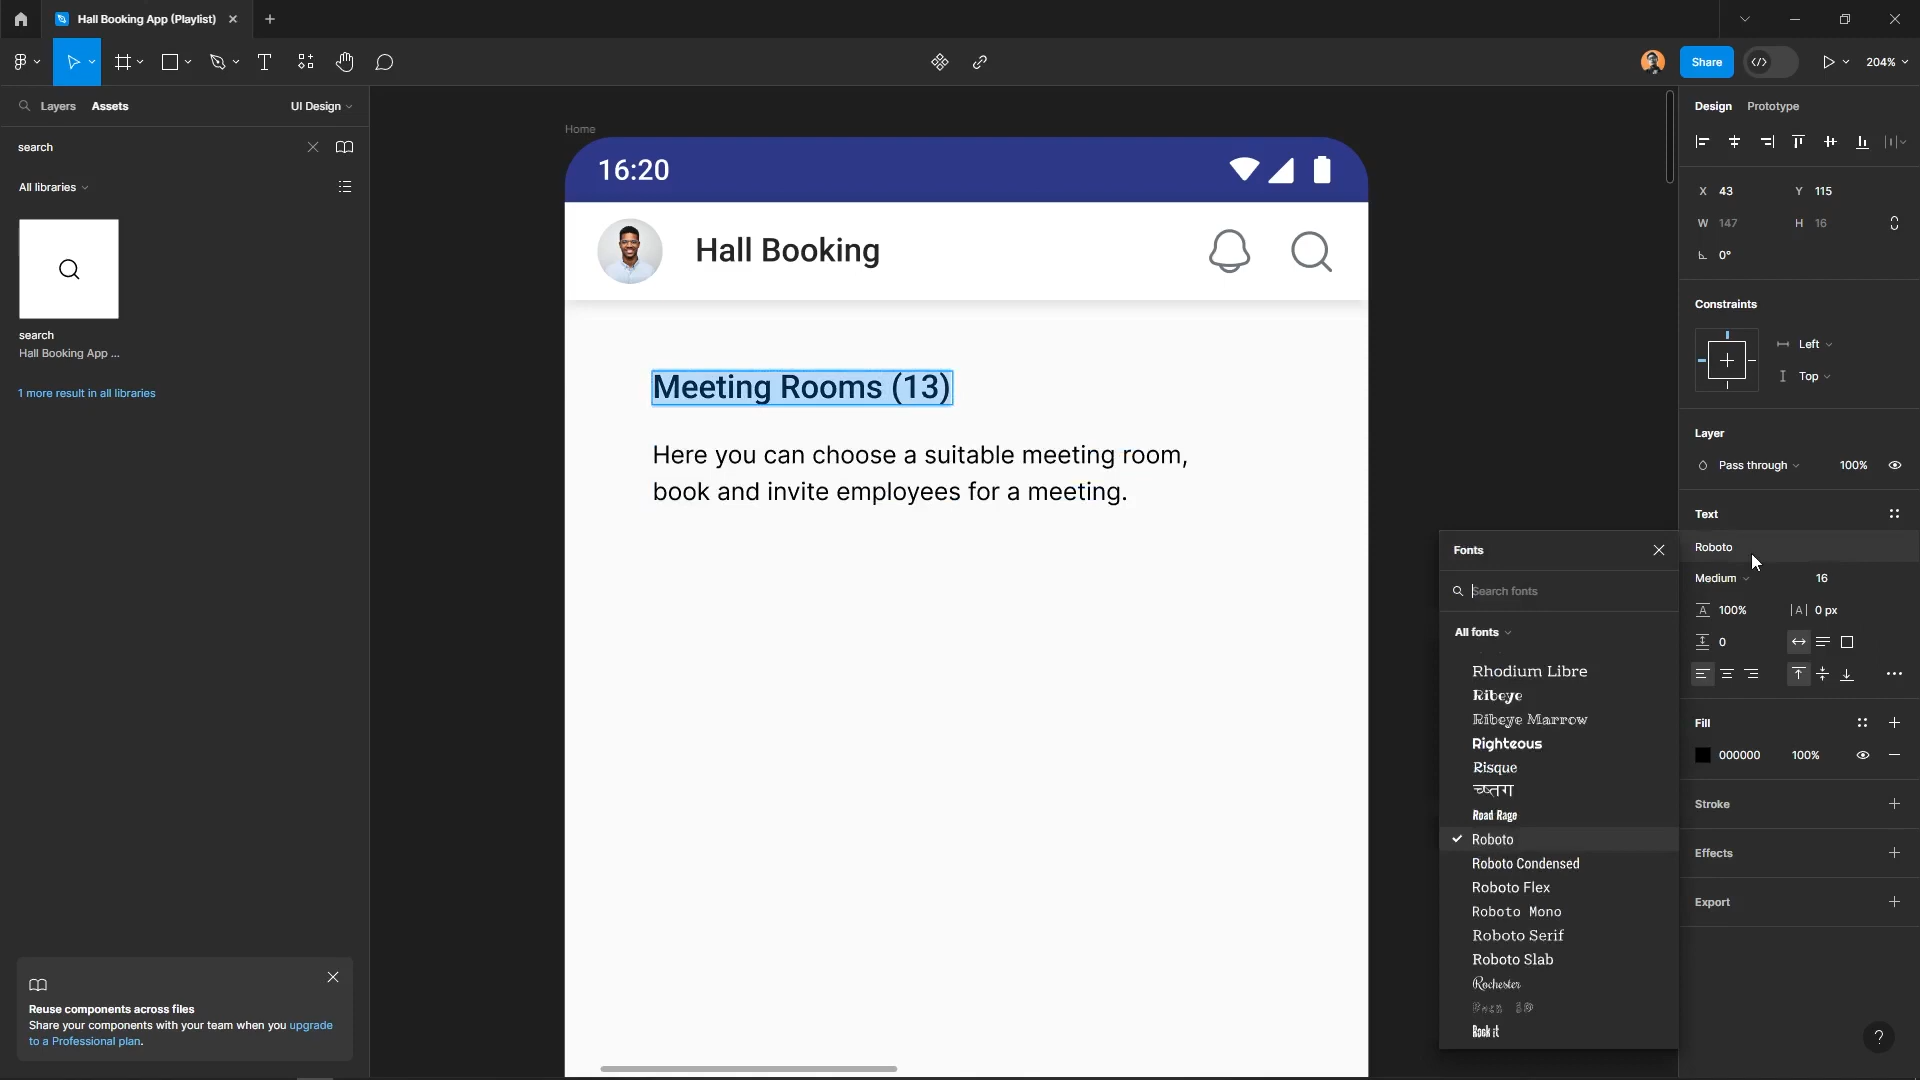 Hall Booking App (Playlist)
Share
204%
Layers
Assets
UI Design
search
All libraries
search
Hall Booking App ...
1 more result in all libraries
Reuse components across files
Share your components with your team when you upgrade
to a Professional plan.
Home
16:20
Hall Booking
Meeting Rooms (13)
Here you can choose a suitable meeting room,
book and invite employees for a meeting.
Fonts
Search fonts
All fonts
Rhodium Libre
Ribeye
Ribeye Marrow
Righteous
Risque
Road Rage
Roboto
Roboto Condensed
Roboto Flex
Roboto Mono
Roboto Serif
Roboto Slab
Rochester
Rock it
Design
Prototype
X 43
Y 115
W 147
H 16
0°
Constraints
Left
Top
Layer
Pass through
100%
Text
Roboto
Medium
16
100%
|A| 0 px
0
Fill
000000
100%
Stroke
Effects
Export
?